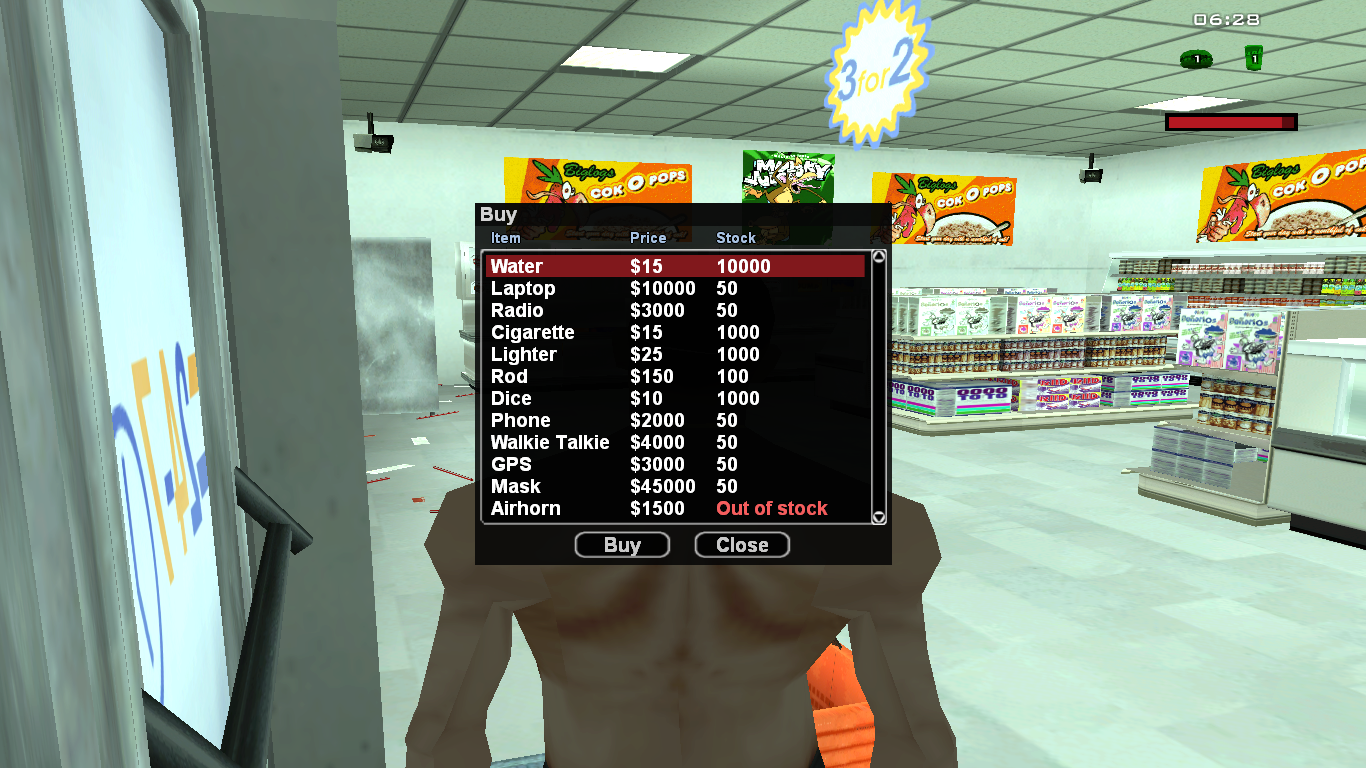 06:28
1 1
3 for 2
Biglogs
COK O POPS
Biglogs
COK O POPS
Biglogs
COK O POPS
Buy
Item Price Stock
Water $15 10000
Laptop $10000 50
Radio $3000 50
Cigarette $15 1000
Lighter $25 1000
Rod $150 100
Dice $10 1000
Phone $2000 50
Walkie Talkie $4000 50
GPS $3000 50
Mask $45000 50
Airhorn $1500 Out of stock
Buy Close